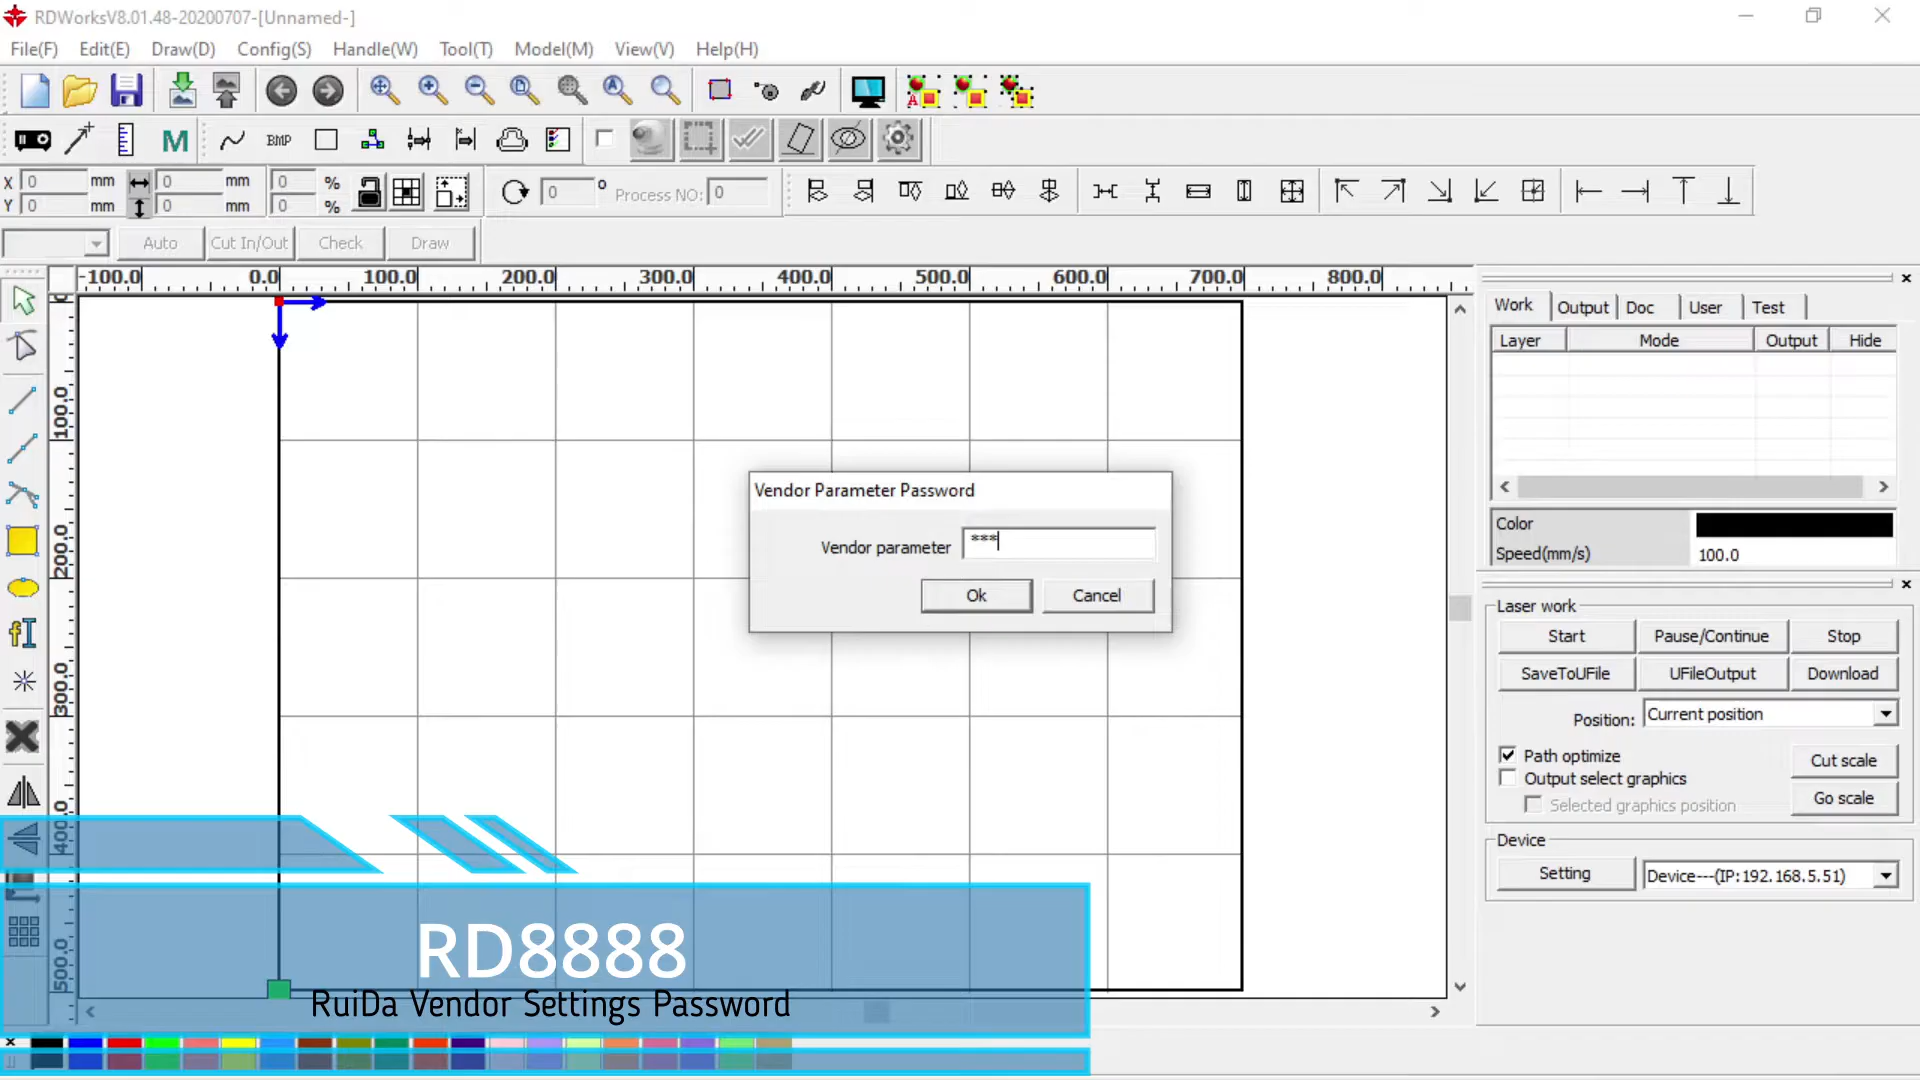 RDWorksV8.01.48-20200707-[Unnamed-]
File(F) Edit(E) Draw(D) Config(S) Handle(W) Tool(T) Model(M) View(V) Help(H)
M BMP
X 0 mm 0 mm 0 %
Y 0 mm 0 mm 0 %
0 ° Process NO: 0
Auto Cut In/Out Check Draw
-100.0 0.0 100.0 200.0 300.0 400.0 500.0 600.0 700.0 800.0
100.0
200.0
300.0
400.0
500.0
Vendor Parameter Password
Vendor parameter ***
Ok Cancel
Work Output Doc User Test
Layer Mode Output Hide
Color
Speed(mm/s) 100.0
Laser work
Start Pause/Continue Stop
SaveToUFile UFileOutput Download
Position: Current position
Path optimize
Output select graphics
Selected graphics position
Cut scale
Go scale
Device
Setting Device---(IP:192.168.5.51)
RD8888
RuiDa Vendor Settings Password